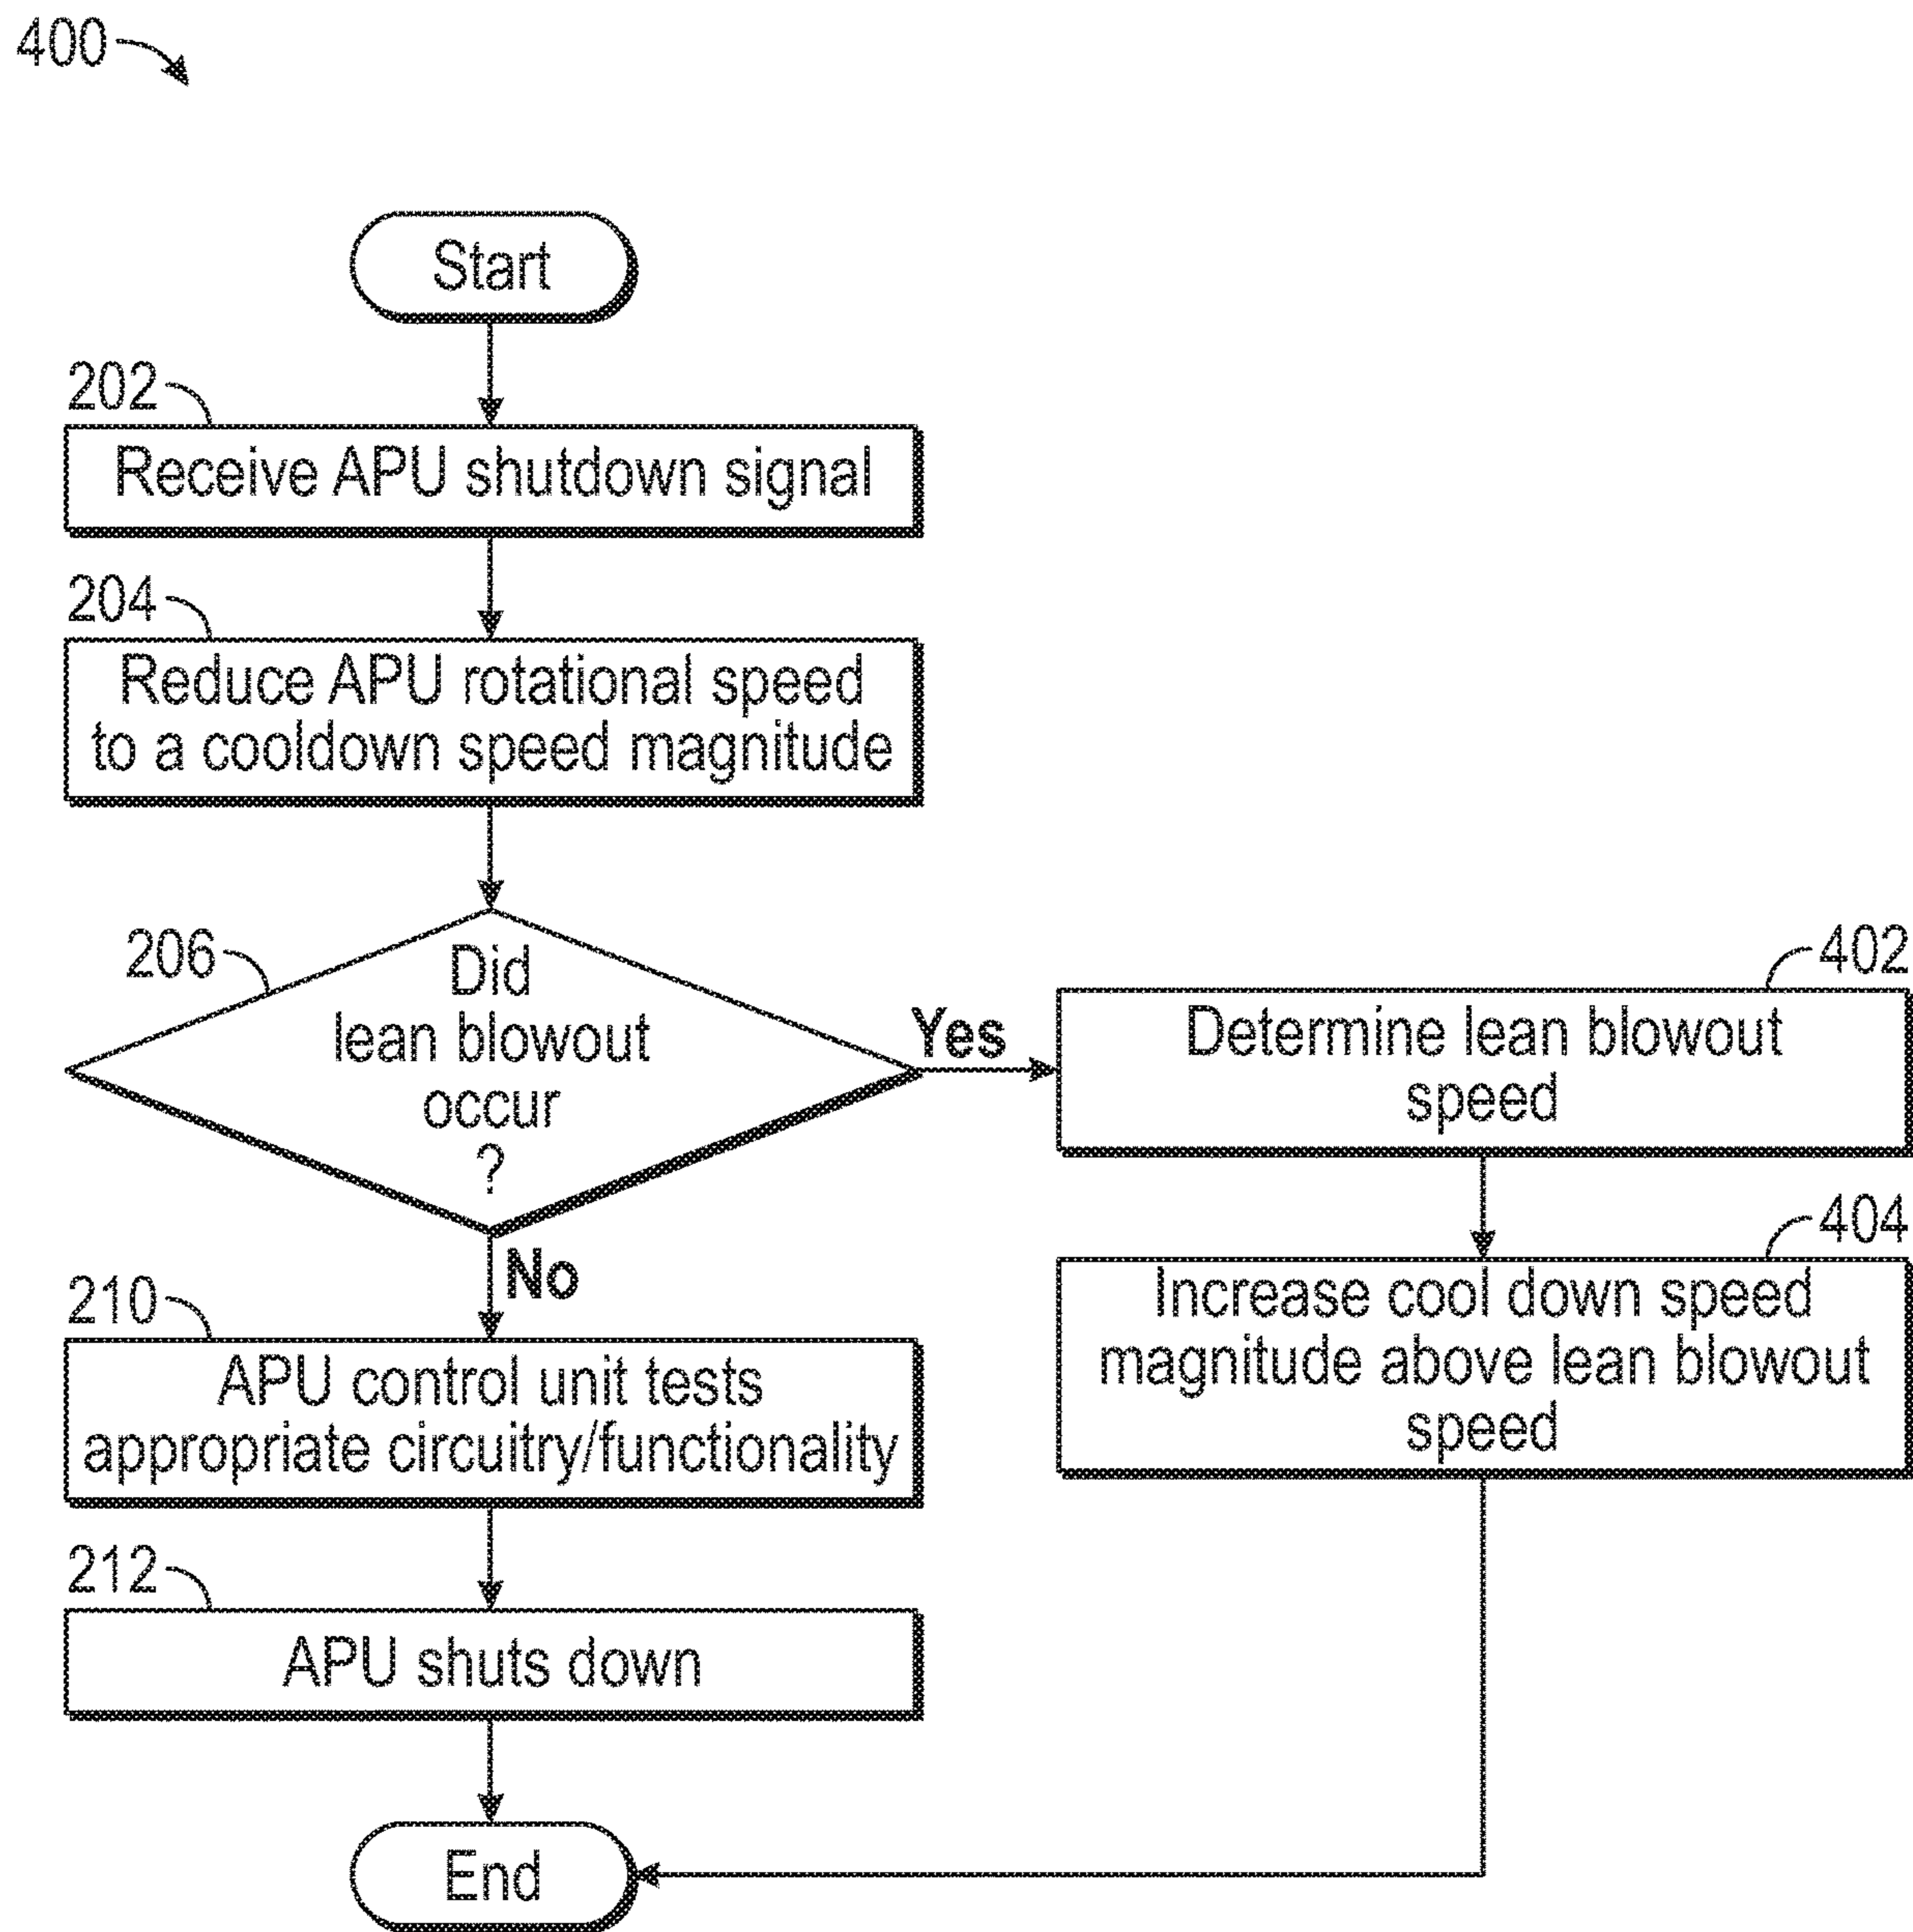 400
Start
202
Receive APU shutdown signal
204
Reduce APU rotational speed
to a cooldown speed magnitude
206
Did
lean blowout
occur
?
Yes
402
Determine lean blowout
speed
404
Increase cool down speed
magnitude above lean blowout
speed
No
210
APU control unit tests
appropriate circuitry/functionality
212
APU shuts down
End